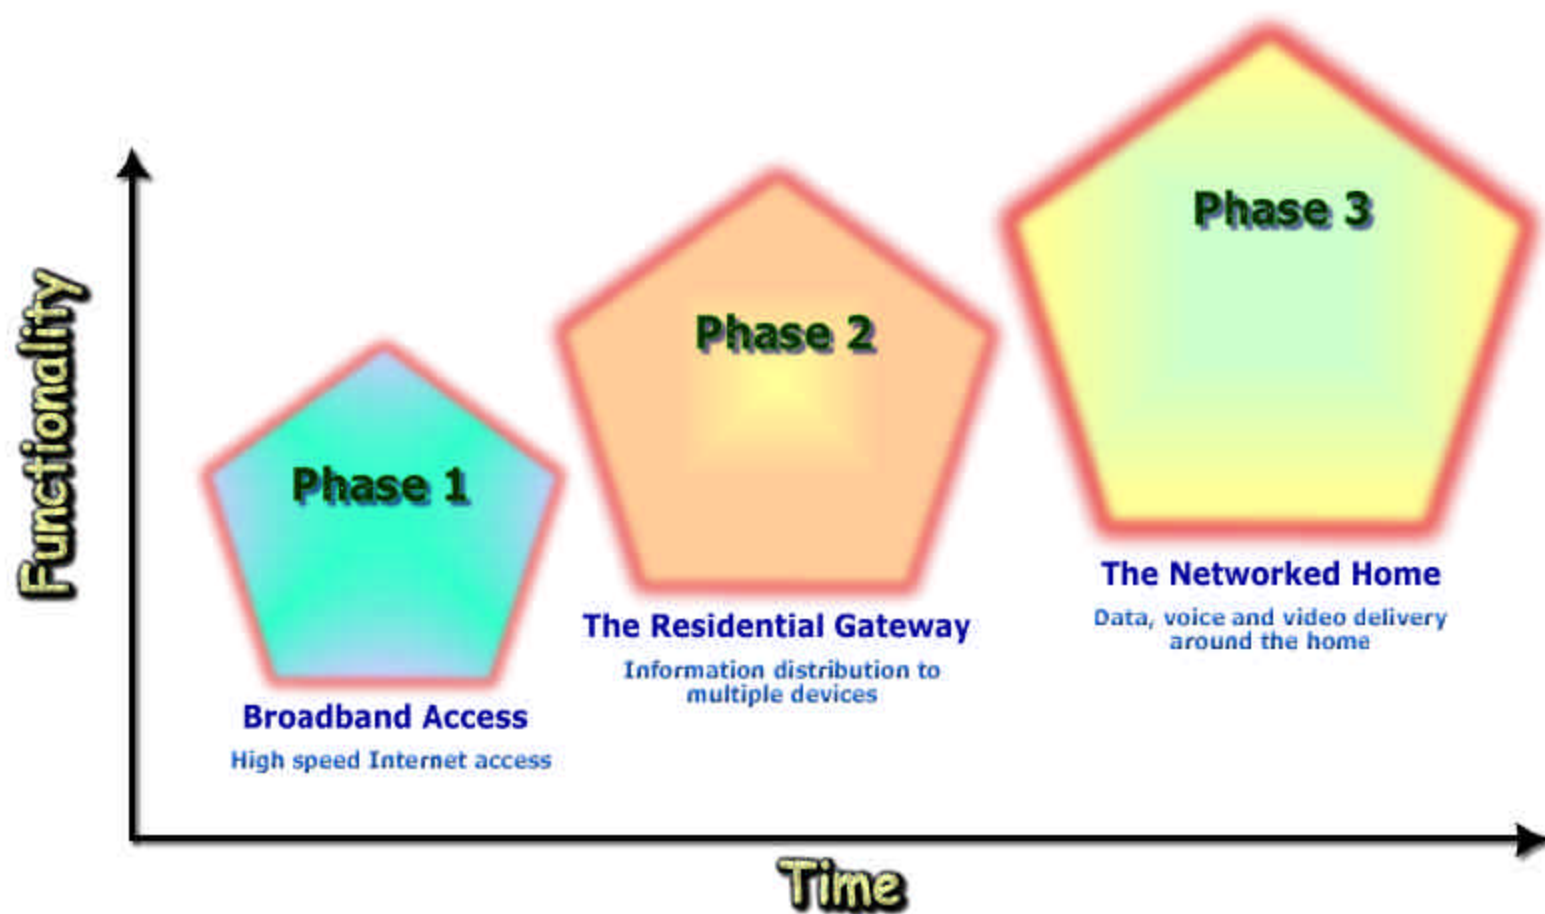 Functionality
Phase 1
Broadband Access
High speed Internet access
Phase 2
The Residential Gateway
Information distribution to
multiple devices
Phase 3
The Networked Home
Data, voice and video delivery
around the home
Time